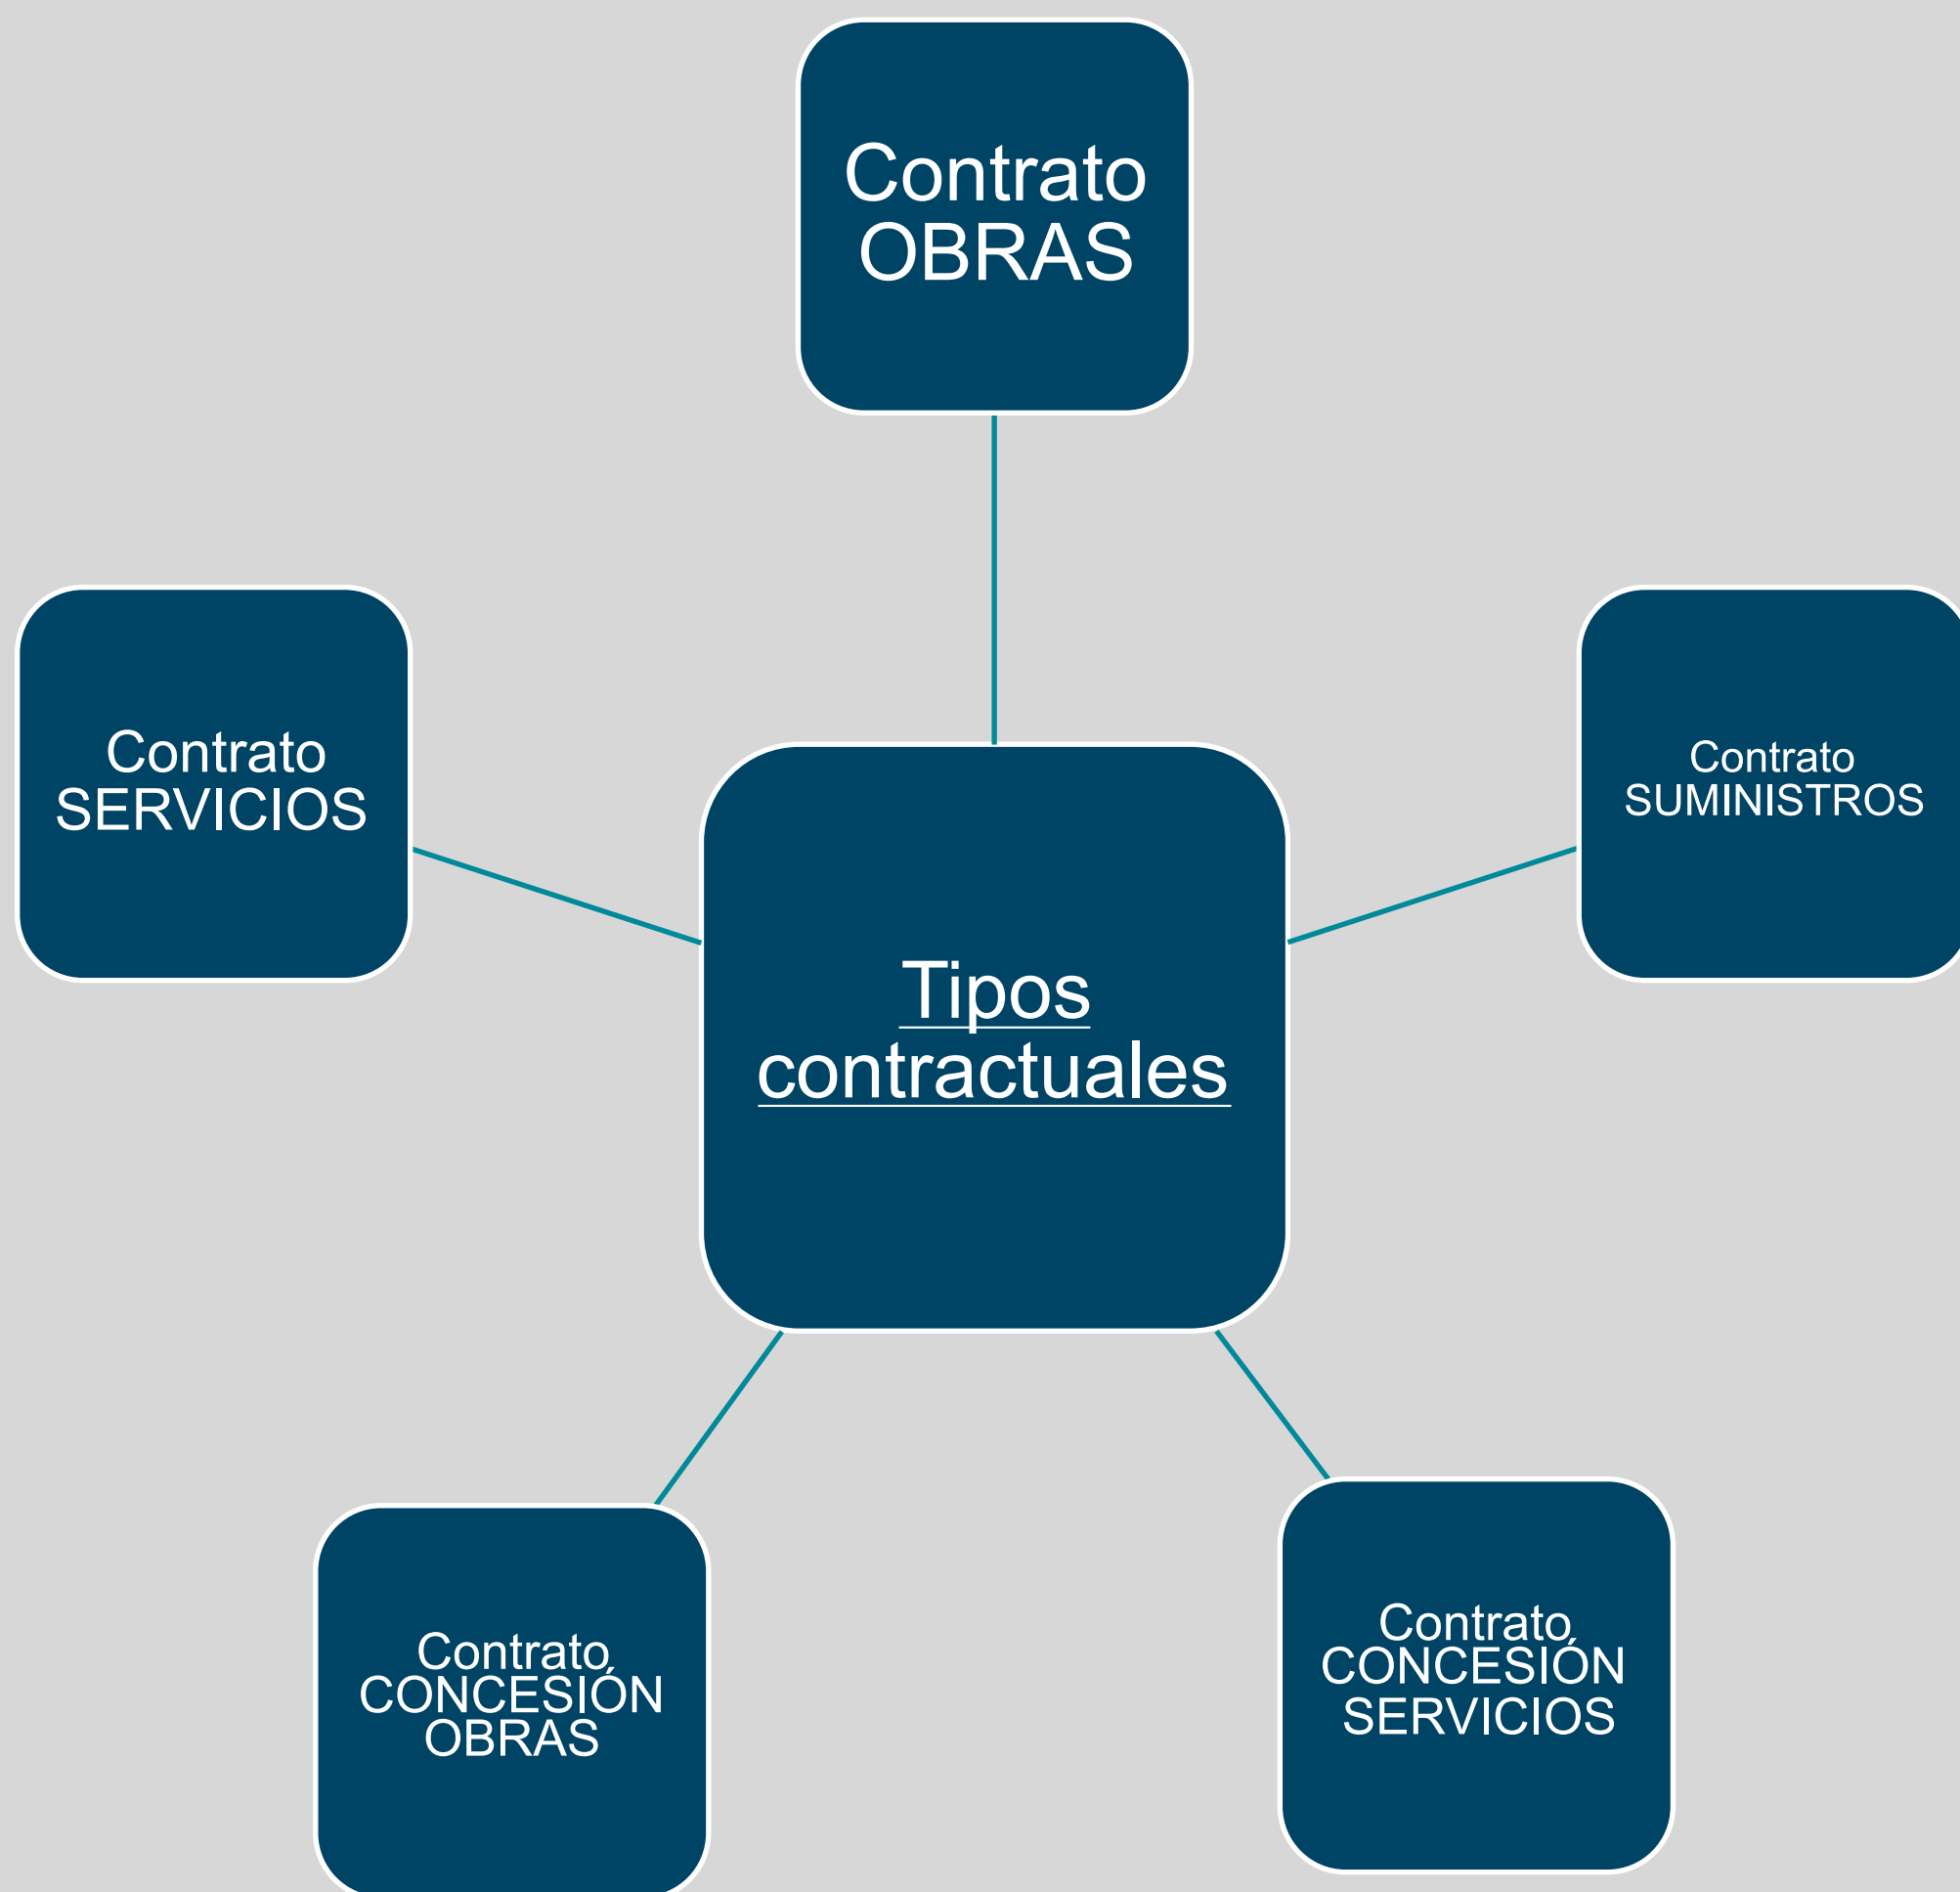 Contrato
OBRAS
Contrato
SERVICIOS
Contrato
SUMINISTROS
Tipos
contractuales
Contrato
CONCESIÓN
OBRAS
Contrato
CONCESIÓN
SERVICIOS